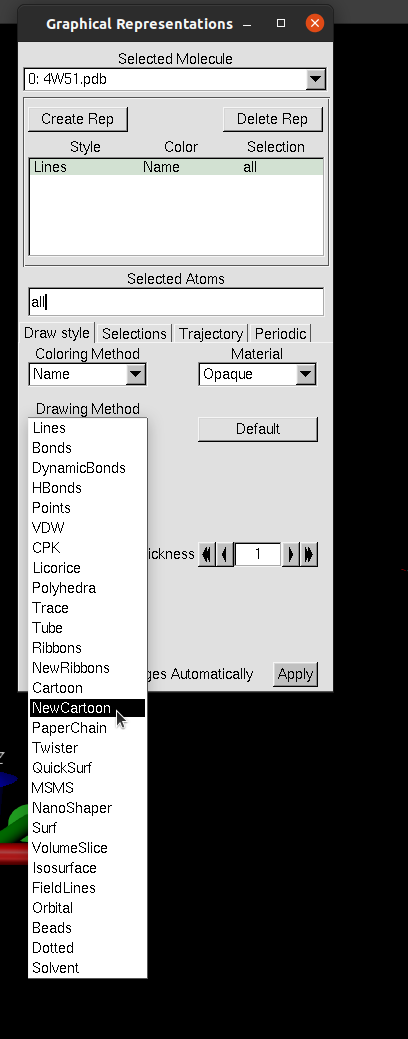 Graphical Representations
Selected Molecule
0: 4W51.pdb
Create Rep Delete Rep
Style Color Selection
Lines Name all
Selected Atoms
all
Draw style Selections Trajectory Periodic
Coloring Method Material
Name Opaque
Drawing Method
Default
Lines
Bonds
DynamicBonds
HBonds
Points
VDW
CPK
ickness 1
Licorice
Polyhedra
Trace
Tube
Ribbons
NewRibbons
ges Automatically Apply
Cartoon
NewCartoon
PaperChain
Twister
z
QuickSurf
MSMS
NanoShaper
Surf
VolumeSlice
Isosurface
FieldLines
Orbital
Beads
Dotted
Solvent